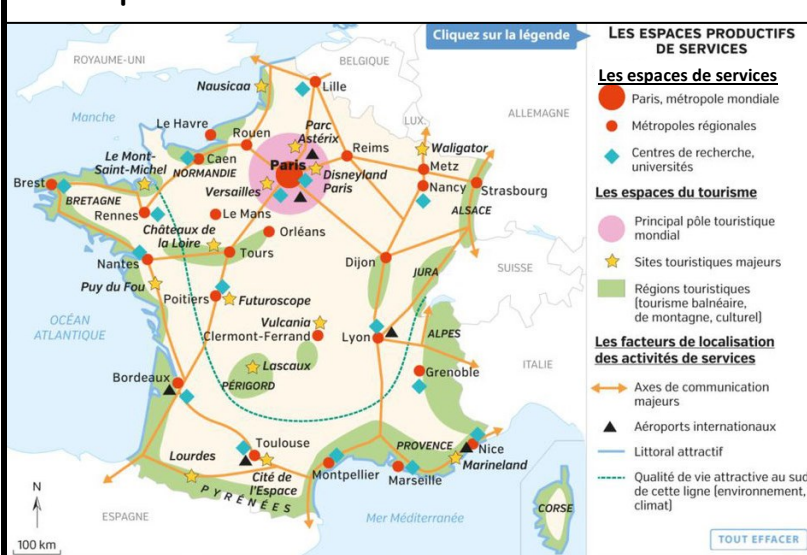 Cliquez sur la légende
ROYAUME-UNI
BELGIQUE
Nausicaa
Lille
Manche
LUX.
ALLEMAGNE
Le Havre
Rouen
Parc
Astérix
Reims
Waligator
Le Mont-
Saint-Michel
Caen
NORMANDIE
Paris
Metz
Versailles
Disneyland
Paris
Nancy
Strasbourg
Brest
BRETAGNE
Rennes
Le Mans
ALSACE
Châteaux de
la Loire
Orléans
Nantes
Tours
Dijon
JURA
SUISSE
Puy du Fou
Poitiers
Futuroscope
OCÉAN
ATLANTIQUE
Vulcania
Clermont-Ferrand
Lyon
ALPES
Lascaux
PÉRIGORD
Grenoble
ITALIE
Bordeaux
Toulouse
Lourdes
Cité de
l'Espace
PROVENCE
Nice
Marineland
Montpellier
Marseille
PYRÉNÉES
ESPAGNE
Mer Méditerranée
CORSE
N
100 km
LES ESPACES PRODUCTIFS
DE SERVICES
Les espaces de services
Paris, métropole mondiale
Métropoles régionales
Centres de recherche,
universités
Les espaces du tourisme
Principal pôle touristique
mondial
Sites touristiques majeurs
Régions touristiques
[tourisme balnéaire,
de montagne, culturel]
Les facteurs de localisation
des activités de services
Axes de communication
majeurs
Aéroports internationaux
Littoral attractif
Qualité de vie attractive au sud
de cette ligne [environnement,
climat]
TOUT EFFACER